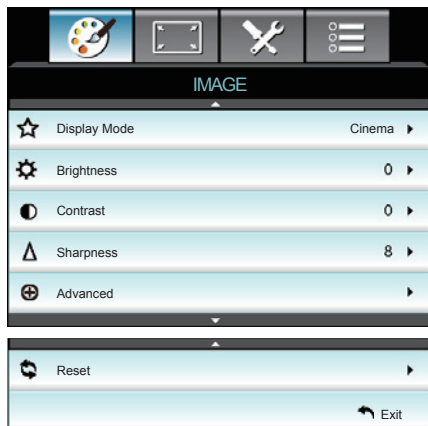 IMAGE
Display Mode Cinema
Brightness 0
Contrast 0
Sharpness 8
Advanced
Reset
Exit